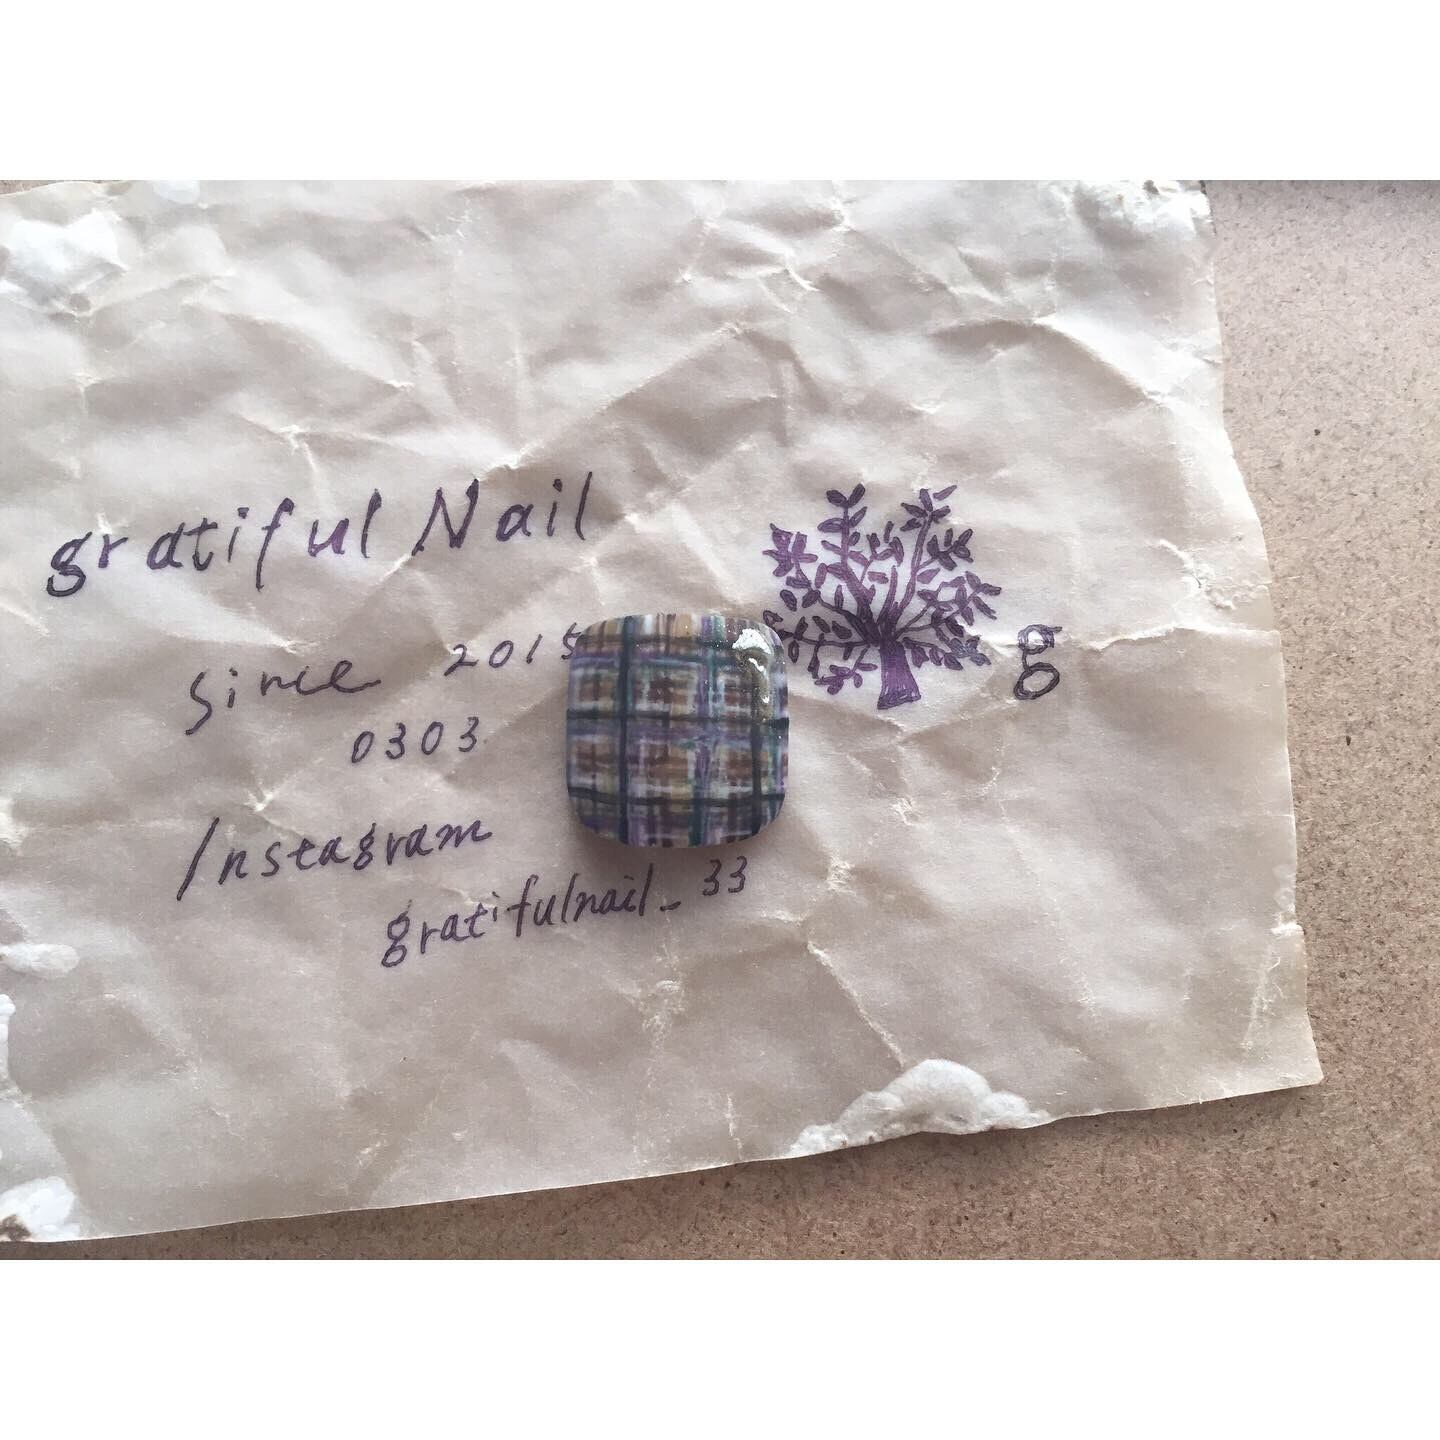 gratiful Nail
since 2015
0303
Instagram
gratifulnail_33
g